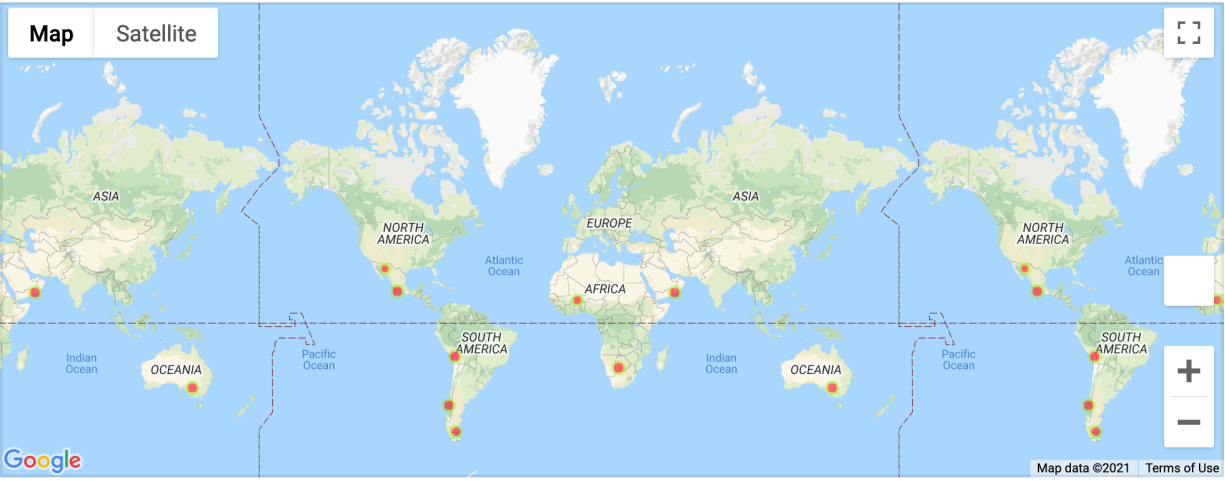 Map Satellite
ASIA
EUROPE
ASIA
NORTH
AMERICA
NORTH
AMERICA
Atlantic
Ocean
Atlantic
Ocean
AFRICA
SOUTH
AMERICA
SOUTH
AMERICA
Indian
Ocean
OCEANIA
Pacific
Ocean
Indian
Ocean
OCEANIA
Pacific
Ocean
Google
Map data ©2021 Terms of Use